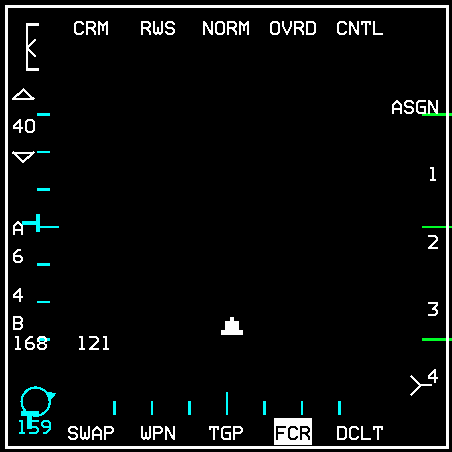 CRM RWS NORM OVRD CNTL
ASGN
40
1
A
2
6
4
3
B
168 121
4
159
SWAP WPN TGP FCR DCLT